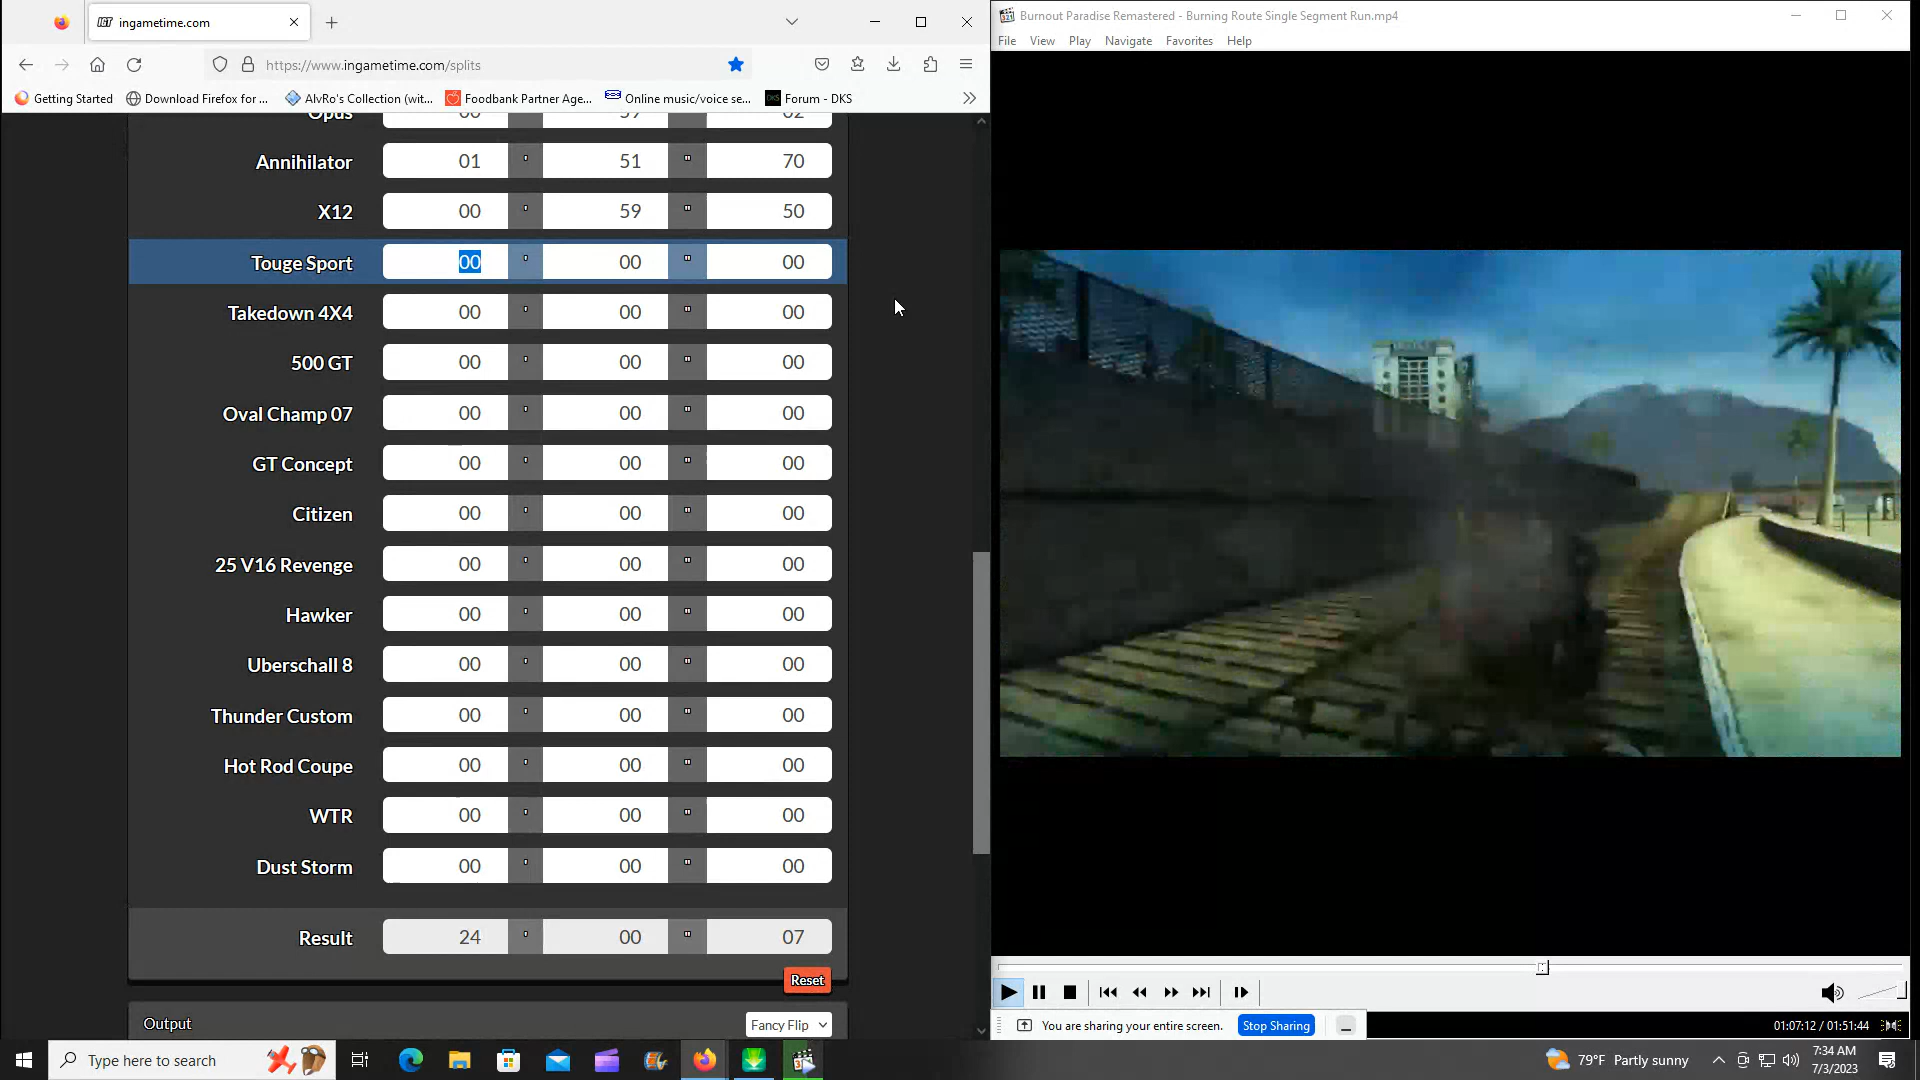 ingametime.com
Burnout Paradise Remastered - Burning Route Single Segment Run.mp4
File View Play Navigate Favorites Help
https://www.ingametime.com/splits
Getting Started
Download Firefox for ...
AlvRo's Collection (wit...
Foodbank Partner Age...
Online music/voice se...
DKS
Forum - DKS
Opus 00 59 02
Annihilator 01 ' 51 " 70
X12 00 ' 59 " 50
Touge Sport 00 ' 00 " 00
Takedown 4X4 00 ' 00 " 00
500 GT 00 ' 00 " 00
Oval Champ 07 00 ' 00 " 00
GT Concept 00 ' 00 " 00
Citizen 00 ' 00 " 00
25 V16 Revenge 00 ' 00 " 00
Hawker 00 ' 00 " 00
Uberschall 8 00 ' 00 " 00
Thunder Custom 00 ' 00 " 00
Hot Rod Coupe 00 ' 00 " 00
WTR 00 ' 00 " 00
Dust Storm 00 ' 00 " 00
Result 24 ' 00 " 07
Reset
Output
Fancy Flip
You are sharing your entire screen.
Stop Sharing
01:07:12 / 01:51:44
Type here to search
79°F Partly sunny
7:34 AM
7/3/2023